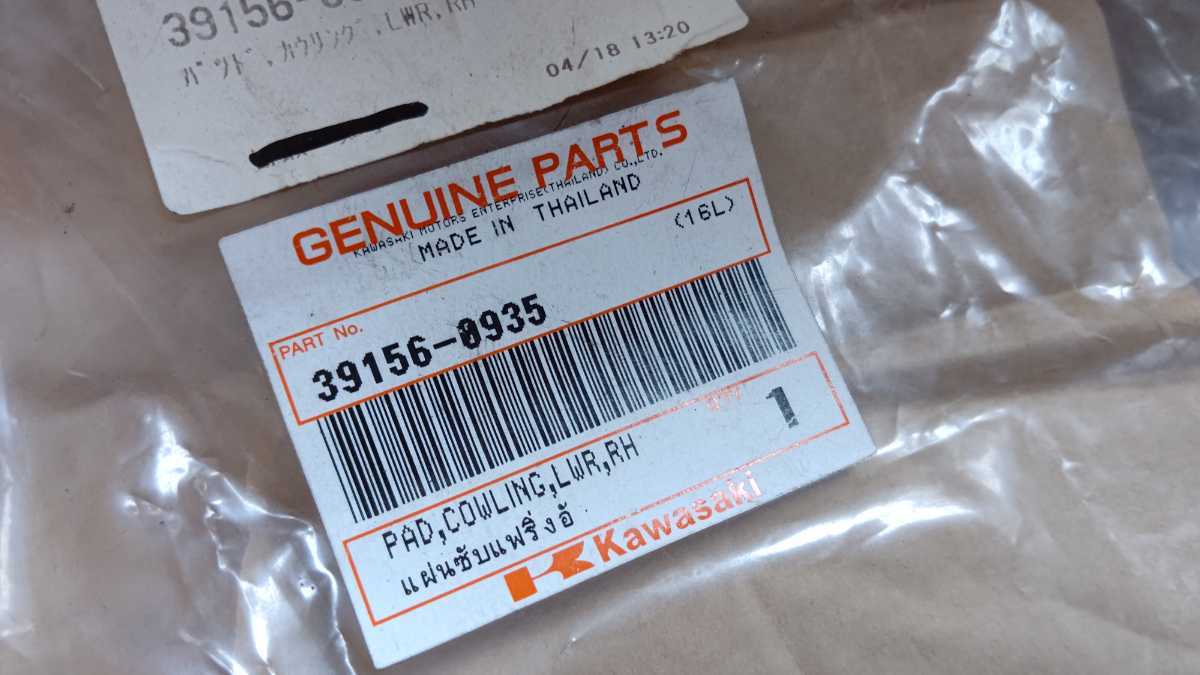 39156-0
パッド,カウリング,LWR,RH
04/18 13:20
GENUINE PARTS
KAWASAKI MOTORS ENTERPRISE(THAILAND) CO.,LTD.
MADE IN THAILAND
(16L)
PART No.
39156-0935
Q'TY
1
PAD,COWLING,LWR,RH
แผ่นซับแฟริ่งอั
Kawasaki